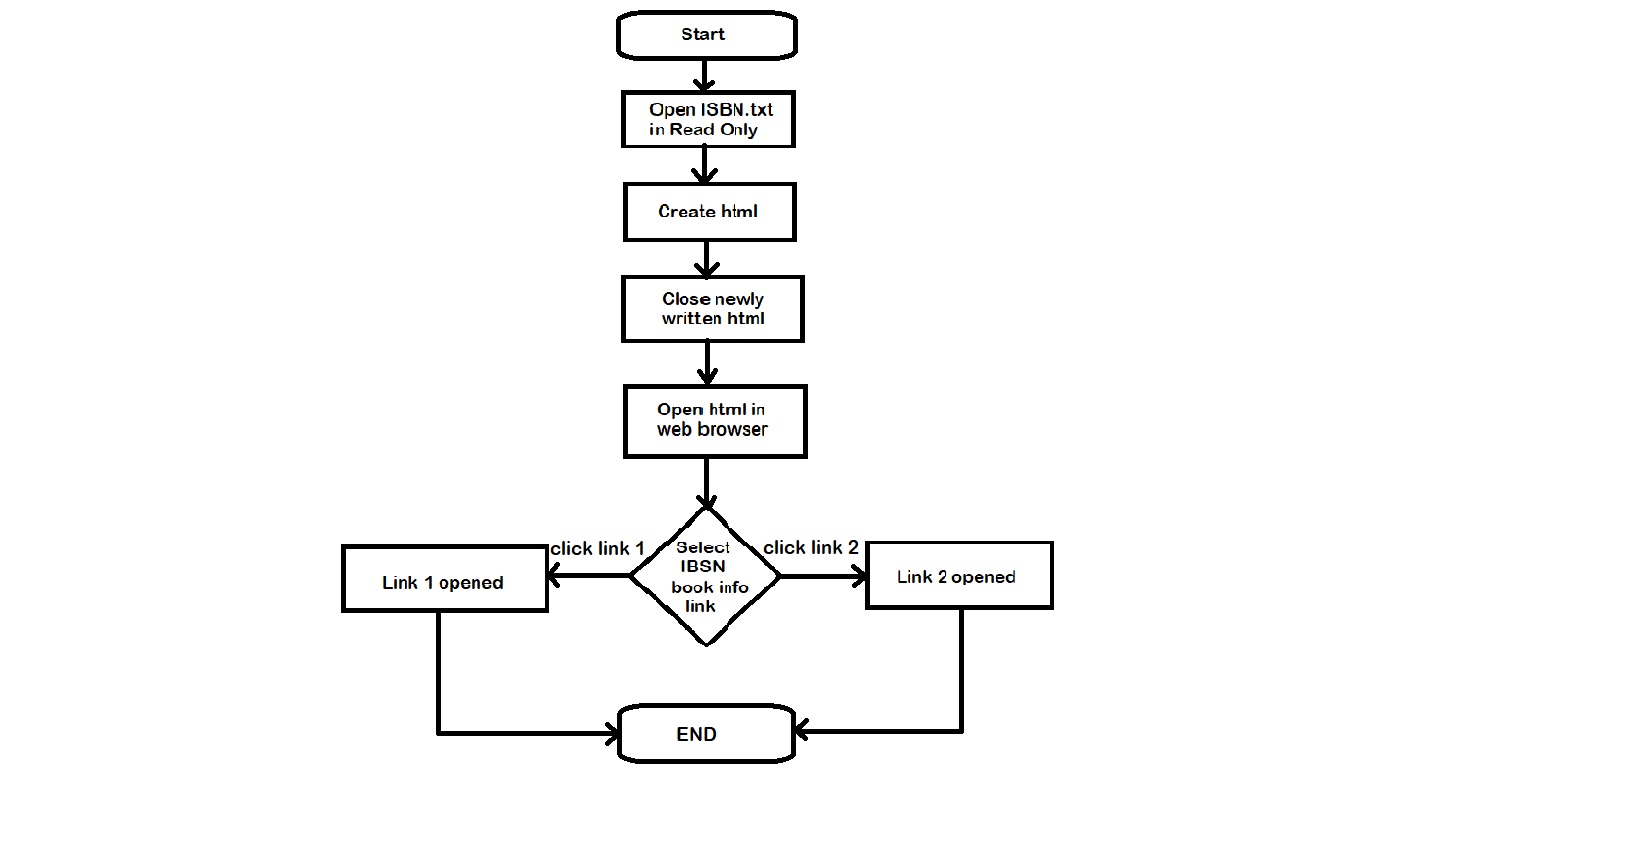 Start
Open ISBN.txt
in Read Only
Create html
Close newly
written html
Open html in
web browser
click link 1
Select
IBSN
book info
link
click link 2
Link 1 opened
Link 2 opened
END